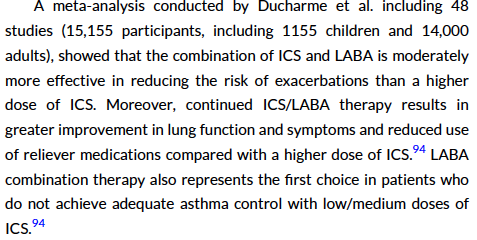 A meta-analysis conducted by Ducharme et al. including 48
studies (15,155 participants, including 1155 children and 14,000
adults), showed that the combination of ICS and LABA is moderately
more effective in reducing the risk of exacerbations than a higher
dose of ICS. Moreover, continued ICS/LABA therapy results in
greater improvement in lung function and symptoms and reduced use
of reliever medications compared with a higher dose of ICS.94 LABA
combination therapy also represents the first choice in patients who
do not achieve adequate asthma control with low/medium doses of
ICS.94